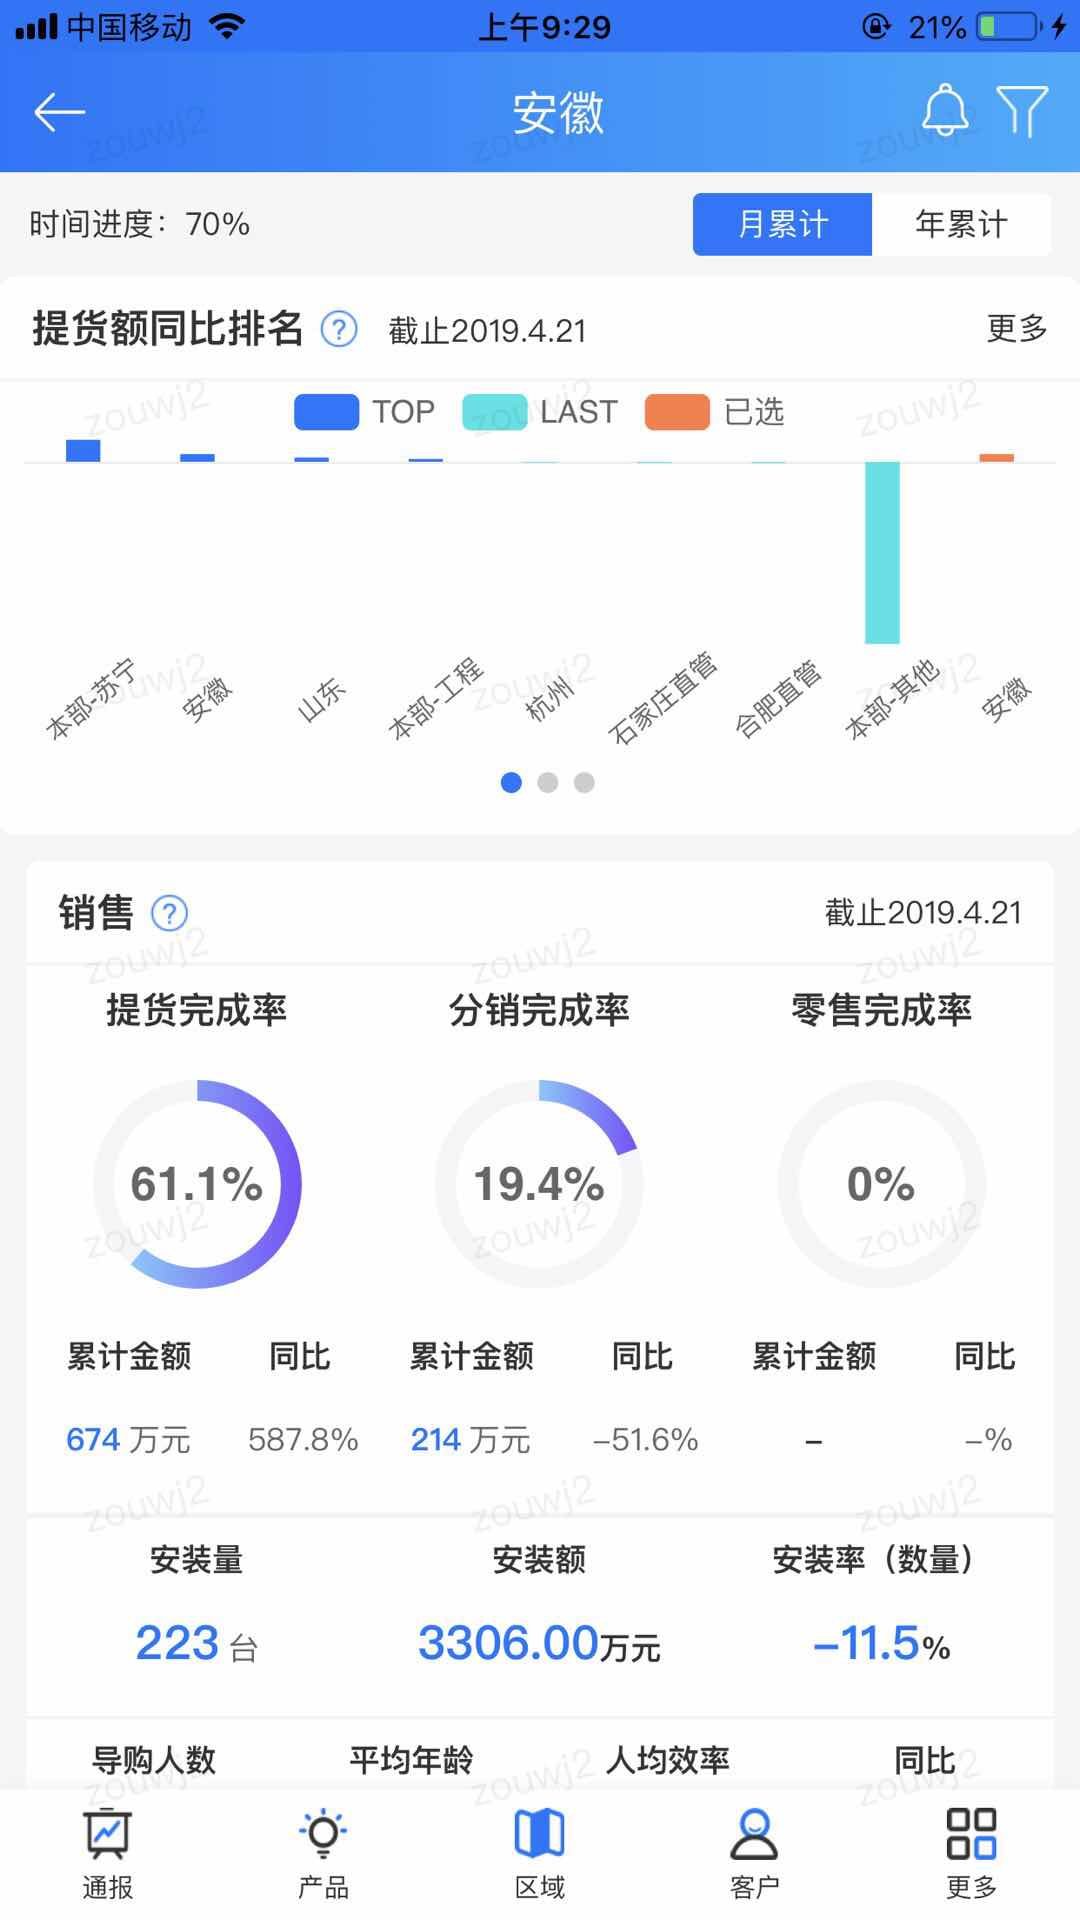 中国移动 上午9:29 21%
安徽
时间进度：70% 月累计 年累计
提货额同比排名 ? 截止2019.4.21 更多
TOP LAST 已选
本部-苏宁 安徽 山东 本部-工程 杭州 石家庄直管 合肥直管 本部-其他 安徽
销售 ? 截止2019.4.21
提货完成率 分销完成率 零售完成率
61.1% 19.4% 0%
累计金额 同比 累计金额 同比 累计金额 同比
674 万元 587.8% 214 万元 –51.6% – –%
安装量 安装额 安装率（数量）
223 台 3306.00万元 –11.5%
导购人数 平均年龄 人均效率 同比
通报 产品 区域 客户 更多
zouwj2